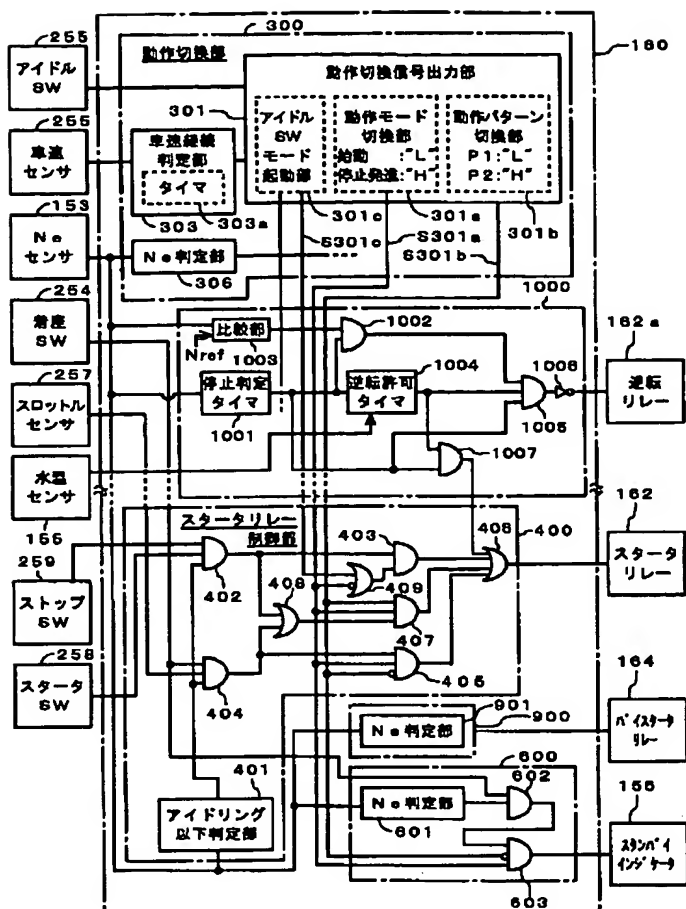 300
180
255
アイドル
SW
動作切換部
動作切換信号出力部
301
アイドル
SW
モード
起動部
動作モード
切換部
始動 :"L"
停止発進:"H"
動作パターン
切換部
P1:"L"
P2:"H"
255
車速
センサ
車速継続
判定部
タイマ
303
303a
301c
301a
301b
S301c
S301a
S301b
153
Ne
センサ
Ne判定部
306
1000
254
着座
SW
Nref
比較部
1003
1002
1004
1006
162a
逆転
リレー
停止判定
タイマ
1001
逆転許可
タイマ
1005
257
スロットル
センサ
1007
155
水温
センサ
スタータリレー
制御部
403
406
400
162
スタータ
リレー
259
ストップ
SW
402
408
409
407
258
スタータ
SW
404
405
901
900
164
Ne判定部
バイスタータ
リレー
600
401
アイドリング
以下判定部
602
Ne判定部
601
603
156
スタンバイ
インジケータ